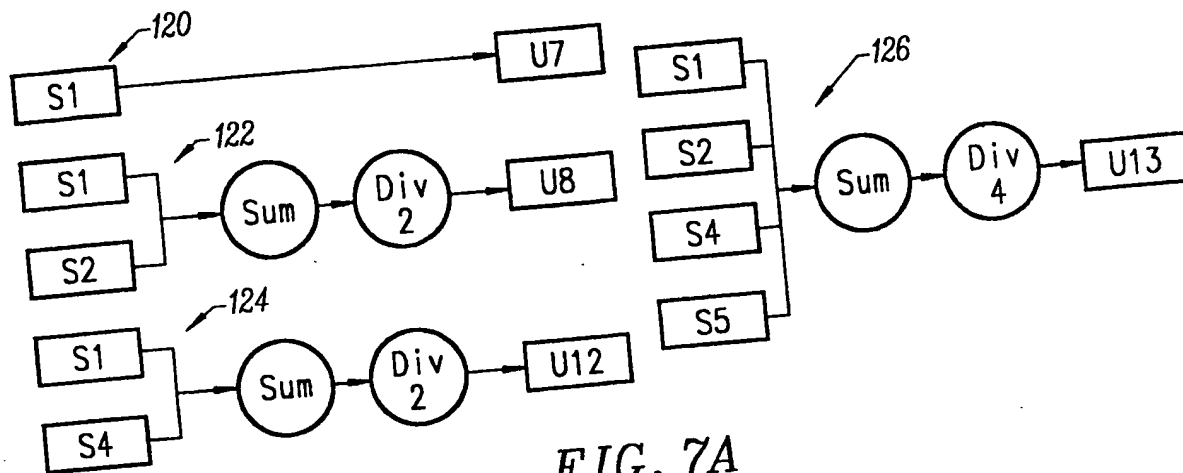 120
S1
U7
122
S1
S2
Sum
Div
2
U8
124
S1
S4
Sum
Div
2
U12
126
S1
S2
S4
S5
Sum
Div
4
U13
FIG. 7A